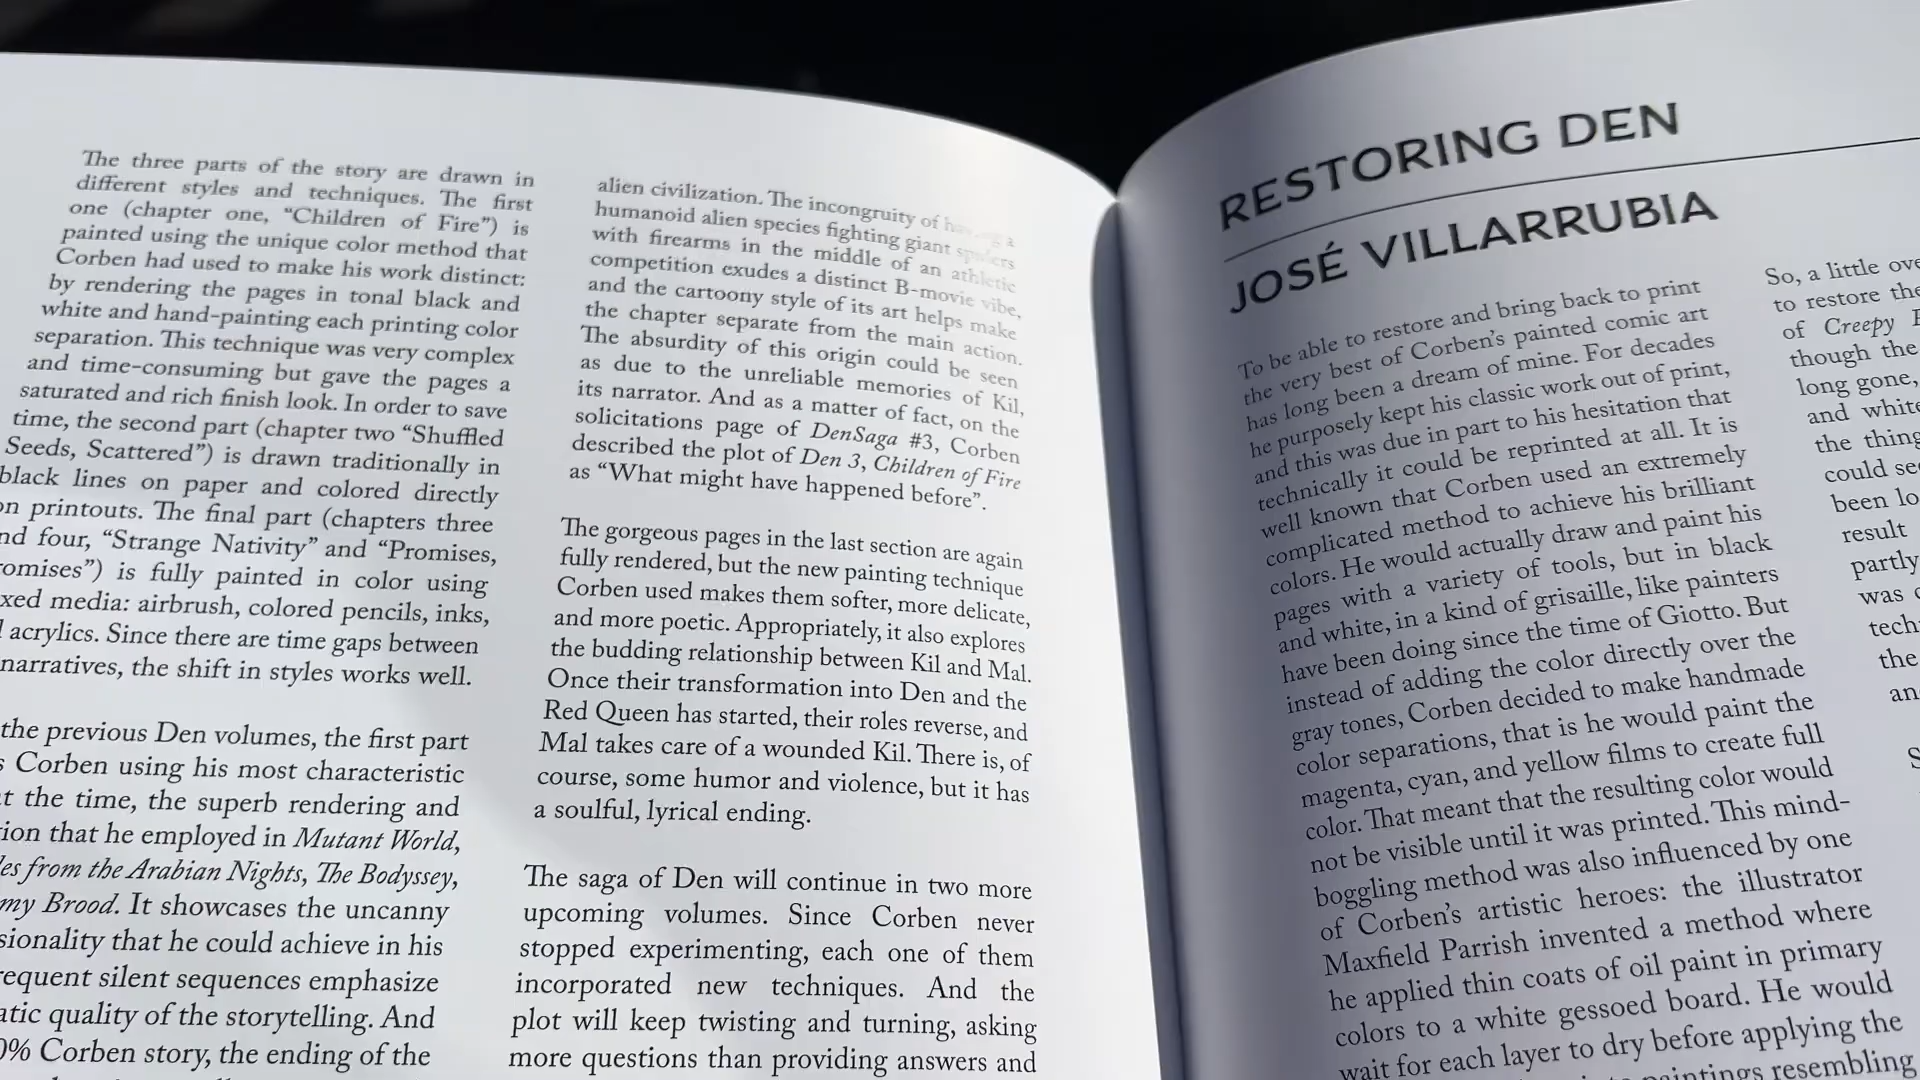 The three parts of the story are drawn in
different styles and techniques. The first
one (chapter one, “Children of Fire”) is
painted using the unique color method that
Corben had used to make his work distinct:
by rendering the pages in tonal black and
white and hand-painting each printing color
separation. This technique was very complex
and time-consuming but gave the pages a
saturated and rich finish look. In order to save
time, the second part (chapter two “Shuffled
Seeds, Scattered”) is drawn traditionally in
black lines on paper and colored directly
on printouts. The final part (chapters three
nd four, “Strange Nativity” and “Promises,
omises”) is fully painted in color using
xed media: airbrush, colored pencils, inks,
acrylics. Since there are time gaps between
narratives, the shift in styles works well.
the previous Den volumes, the first part
s Corben using his most characteristic
t the time, the superb rendering and
ion that he employed in Mutant World,
les from the Arabian Nights, The Bodyssey,
my Brood. It showcases the uncanny
sionality that he could achieve in his
requent silent sequences emphasize
atic quality of the storytelling. And
0% Corben story, the ending of the
alien civilization. The incongruity of having a
humanoid alien species fighting giant spiders
with firearms in the middle of an athletic
competition exudes a distinct B-movie vibe,
and the cartoony style of its art helps make
the chapter separate from the main action.
The absurdity of this origin could be seen
as due to the unreliable memories of Kil,
its narrator. And as a matter of fact, on the
solicitations page of DenSaga #3, Corben
described the plot of Den 3, Children of Fire
as “What might have happened before”.
The gorgeous pages in the last section are again
fully rendered, but the new painting technique
Corben used makes them softer, more delicate,
and more poetic. Appropriately, it also explores
the budding relationship between Kil and Mal.
Once their transformation into Den and the
Red Queen has started, their roles reverse, and
Mal takes care of a wounded Kil. There is, of
course, some humor and violence, but it has
a soulful, lyrical ending.
The saga of Den will continue in two more
upcoming volumes. Since Corben never
stopped experimenting, each one of them
incorporated new techniques. And the
plot will keep twisting and turning, asking
more questions than providing answers and
RESTORING DEN
JOSÉ VILLARRUBIA
To be able to restore and bring back to print
the very best of Corben’s painted comic art
has long been a dream of mine. For decades
he purposely kept his classic work out of print,
and this was due in part to his hesitation that
technically it could be reprinted at all. It is
well known that Corben used an extremely
complicated method to achieve his brilliant
colors. He would actually draw and paint his
pages with a variety of tools, but in black
and white, in a kind of grisaille, like painters
have been doing since the time of Giotto. But
instead of adding the color directly over the
gray tones, Corben decided to make handmade
color separations, that is he would paint the
magenta, cyan, and yellow films to create full
color. That meant that the resulting color would
not be visible until it was printed. This mind-
boggling method was also influenced by one
of Corben’s artistic heroes: the illustrator
Maxfield Parrish invented a method where
he applied thin coats of oil paint in primary
colors to a white gessoed board. He would
wait for each layer to dry before applying the
paintings resembling
So, a little ove
to restore the
of Creepy
though the
long gone,
and white
the thing
could see
been lo
result
partly
was
tech
the
an
S